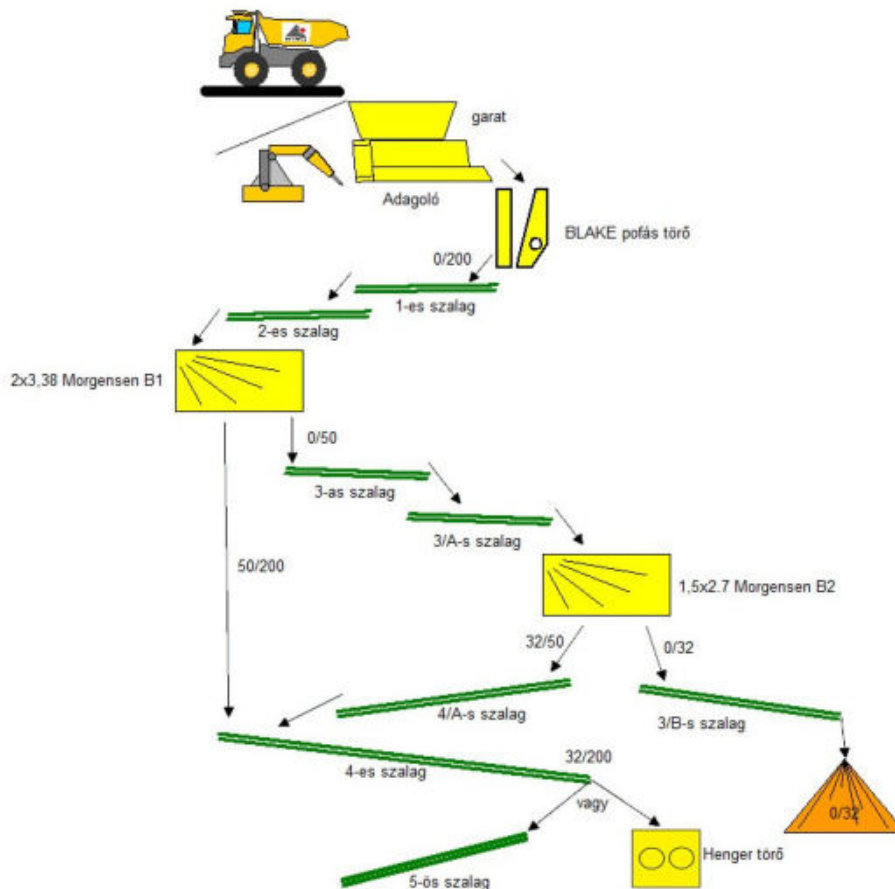 garat
Adagoló
BLAKE pofás törő
0/200
1-es szalag
2-es szalag
2x3,38 Morgensen B1
0/50
3-as szalag
3/A-s szalag
50/200
1,5x2.7 Morgensen B2
32/50
0/32
4/A-s szalag
3/B-s szalag
4-es szalag
32/200
vagy
0/32
Henger törő
5-ös szalag